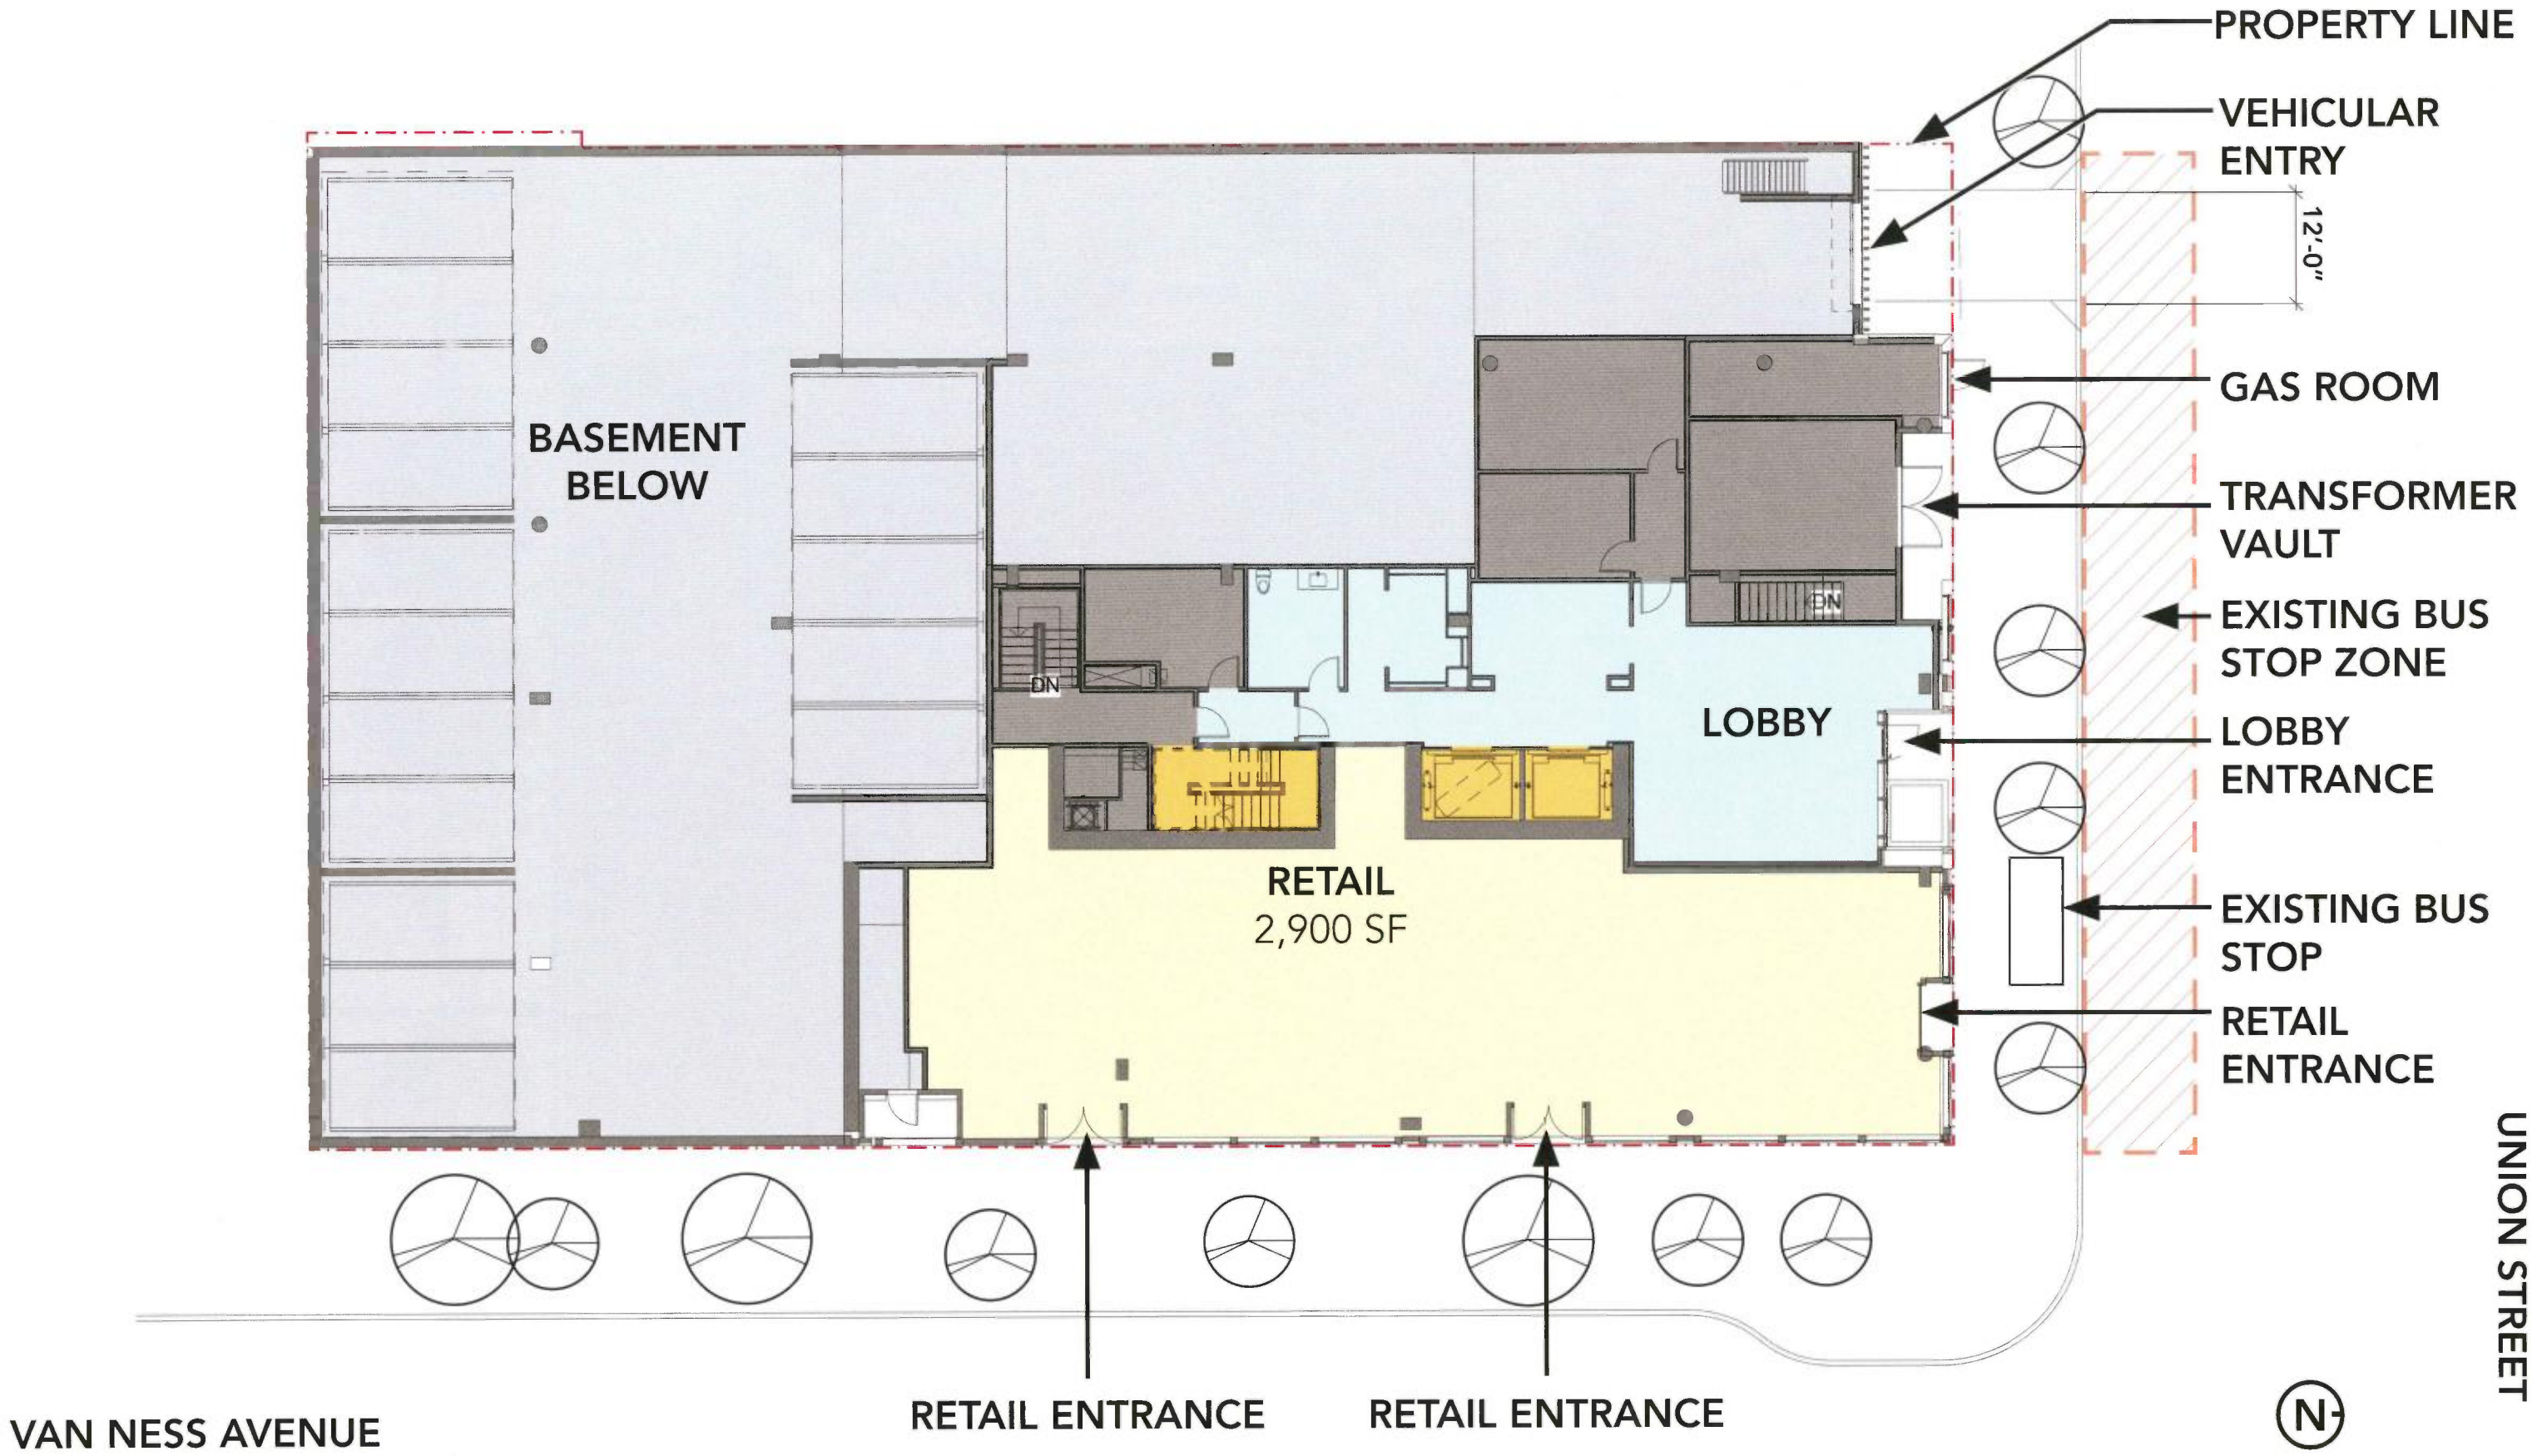 PROPERTY LINE
VEHICULAR
ENTRY
12'-0"
GAS ROOM
BASEMENT
BELOW
TRANSFORMER
VAULT
DN
EXISTING BUS
STOP ZONE
DN
LOBBY
LOBBY
ENTRANCE
RETAIL
2,900 SF
EXISTING BUS
STOP
RETAIL
ENTRANCE
UNION STREET
RETAIL ENTRANCE
RETAIL ENTRANCE
VAN NESS AVENUE
N